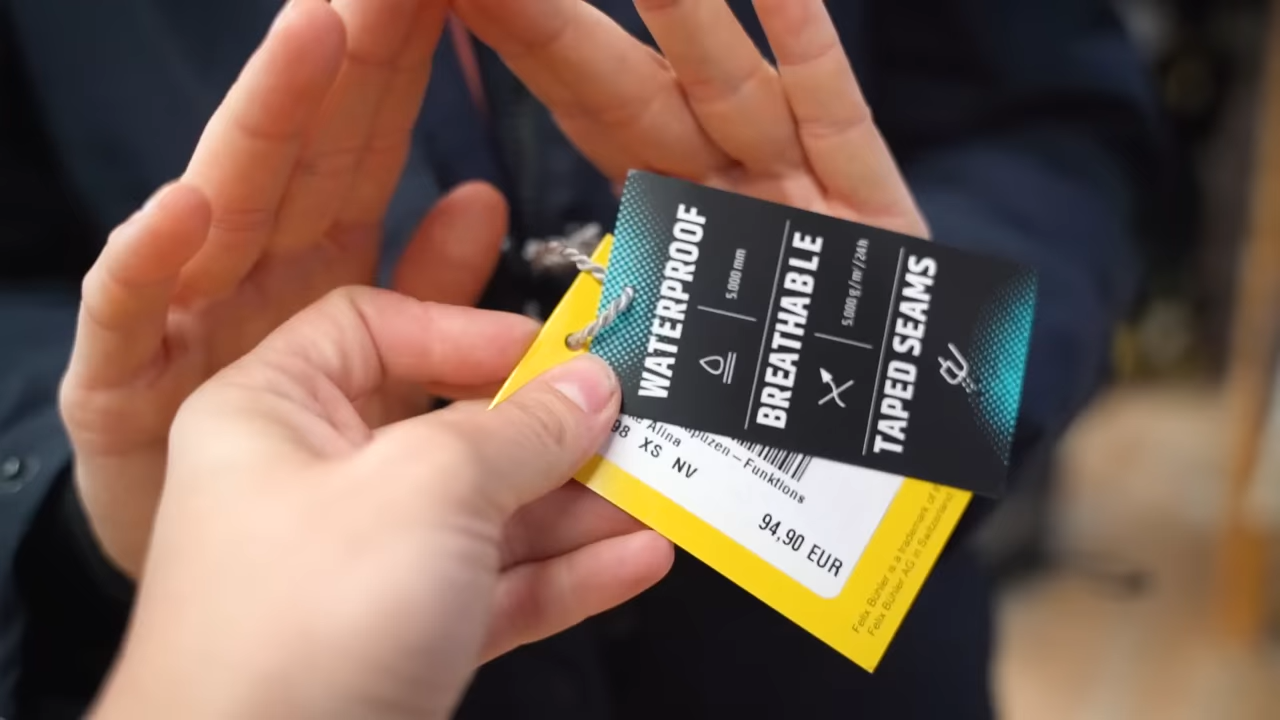 WATERPROOF
5.000 mm
BREATHABLE
5.000 g/m²/24h
TAPED SEAMS
Alina
98 XS NV
puzen–Funktions
94,90 EUR
Felix Bühler is a trademark of
Felix Bühler AG in Switzerland